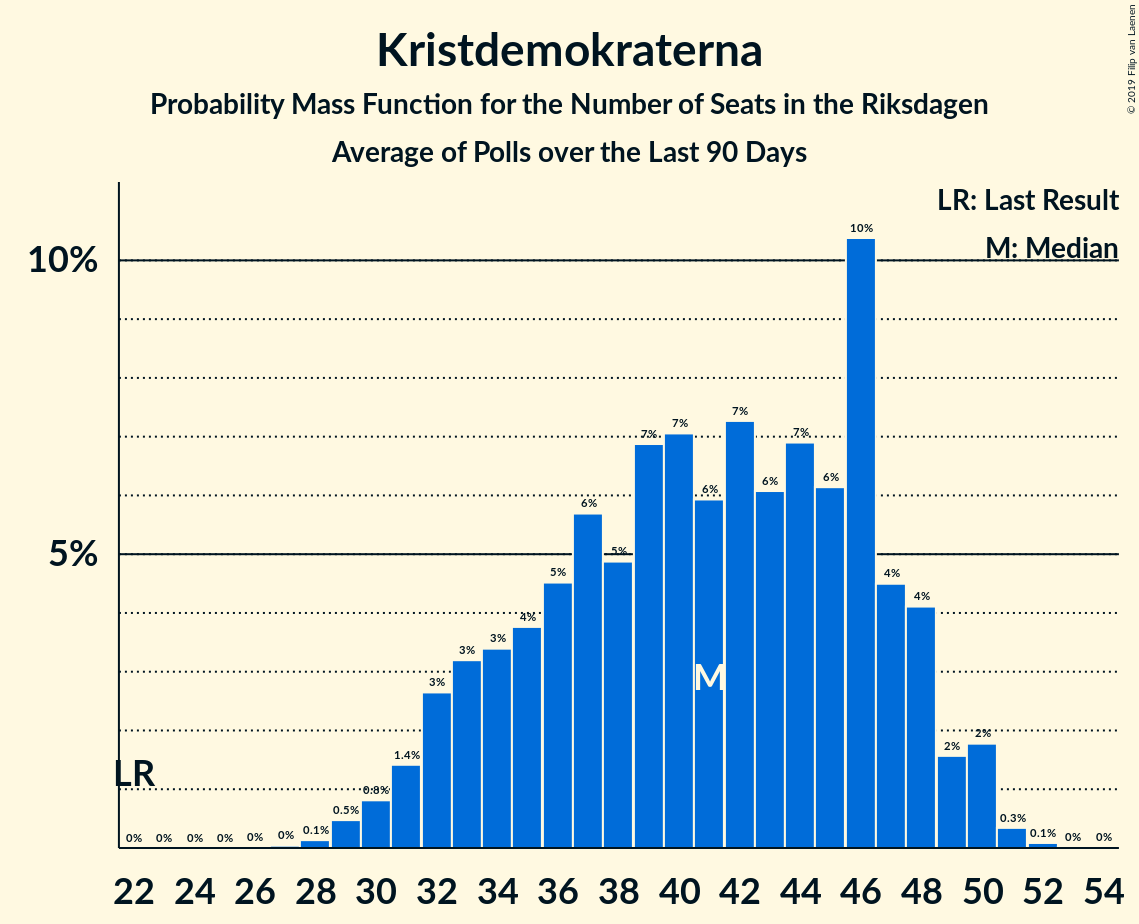 © 2019 Filip van Laenen
Kristdemokraterna
Probability Mass Function for the Number of Seats in the Riksdagen
Average of Polls over the Last 90 Days
LR: Last Result
M: Median
10%
5%
0% 0% 0% 0% 0% 0% 0.1% 0.5% 0.8% 1.4% 3% 3% 3% 4% 5% 6% 5% 7% 7% 6% 7% 6% 7% 6% 10% 4% 4% 2% 2% 0.3% 0.1% 0% 0%
M
LR
22 24 26 28 30 32 34 36 38 40 42 44 46 48 50 52 54